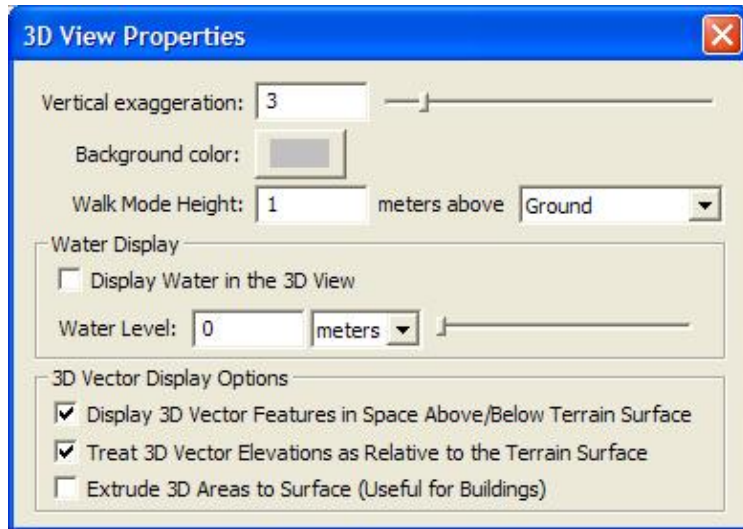 3D View Properties
Vertical exaggeration: 3
Background color:
Walk Mode Height: 1 meters above Ground
Water Display
Display Water in the 3D View
Water Level: 0 meters
3D Vector Display Options
Display 3D Vector Features in Space Above/Below Terrain Surface
Treat 3D Vector Elevations as Relative to the Terrain Surface
Extrude 3D Areas to Surface (Useful for Buildings)